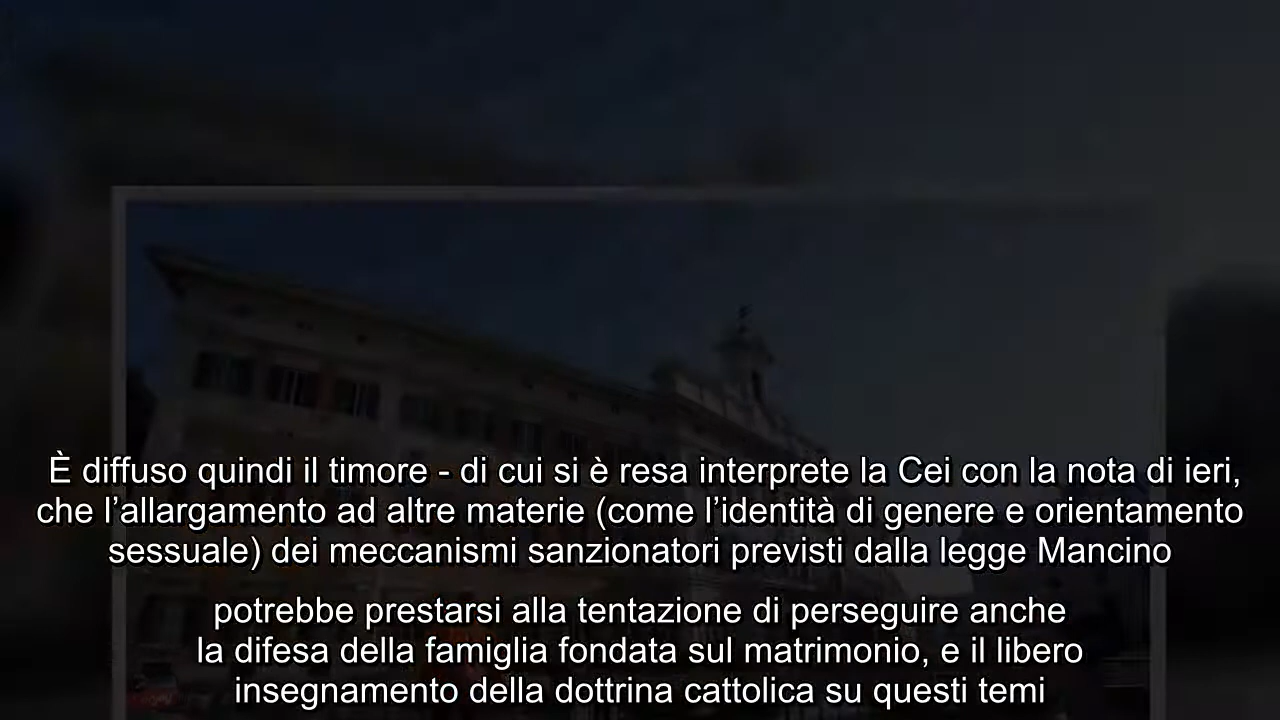 È diffuso quindi il timore - di cui si è resa interprete la Cei con la nota di ieri,
che l’allargamento ad altre materie (come l’identità di genere e orientamento
sessuale) dei meccanismi sanzionatori previsti dalla legge Mancino
potrebbe prestarsi alla tentazione di perseguire anche
la difesa della famiglia fondata sul matrimonio, e il libero
insegnamento della dottrina cattolica su questi temi